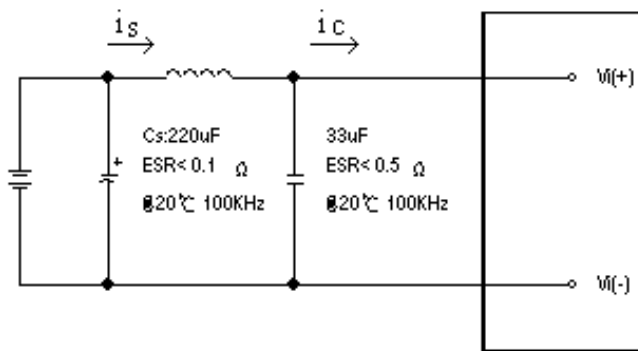 is
ic
Vi(+)
Cs:220uF
ESR< 0.1 Ω
@20℃ 100KHz
33uF
ESR< 0.5 Ω
@20℃ 100KHz
+
Vi(-)